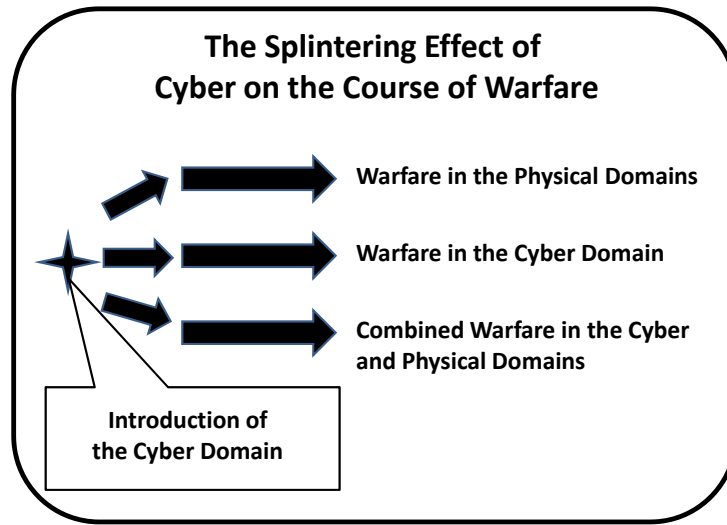 The Splintering Effect of
Cyber on the Course of Warfare
Warfare in the Physical Domains
Warfare in the Cyber Domain
Combined Warfare in the Cyber
and Physical Domains
Introduction of
the Cyber Domain